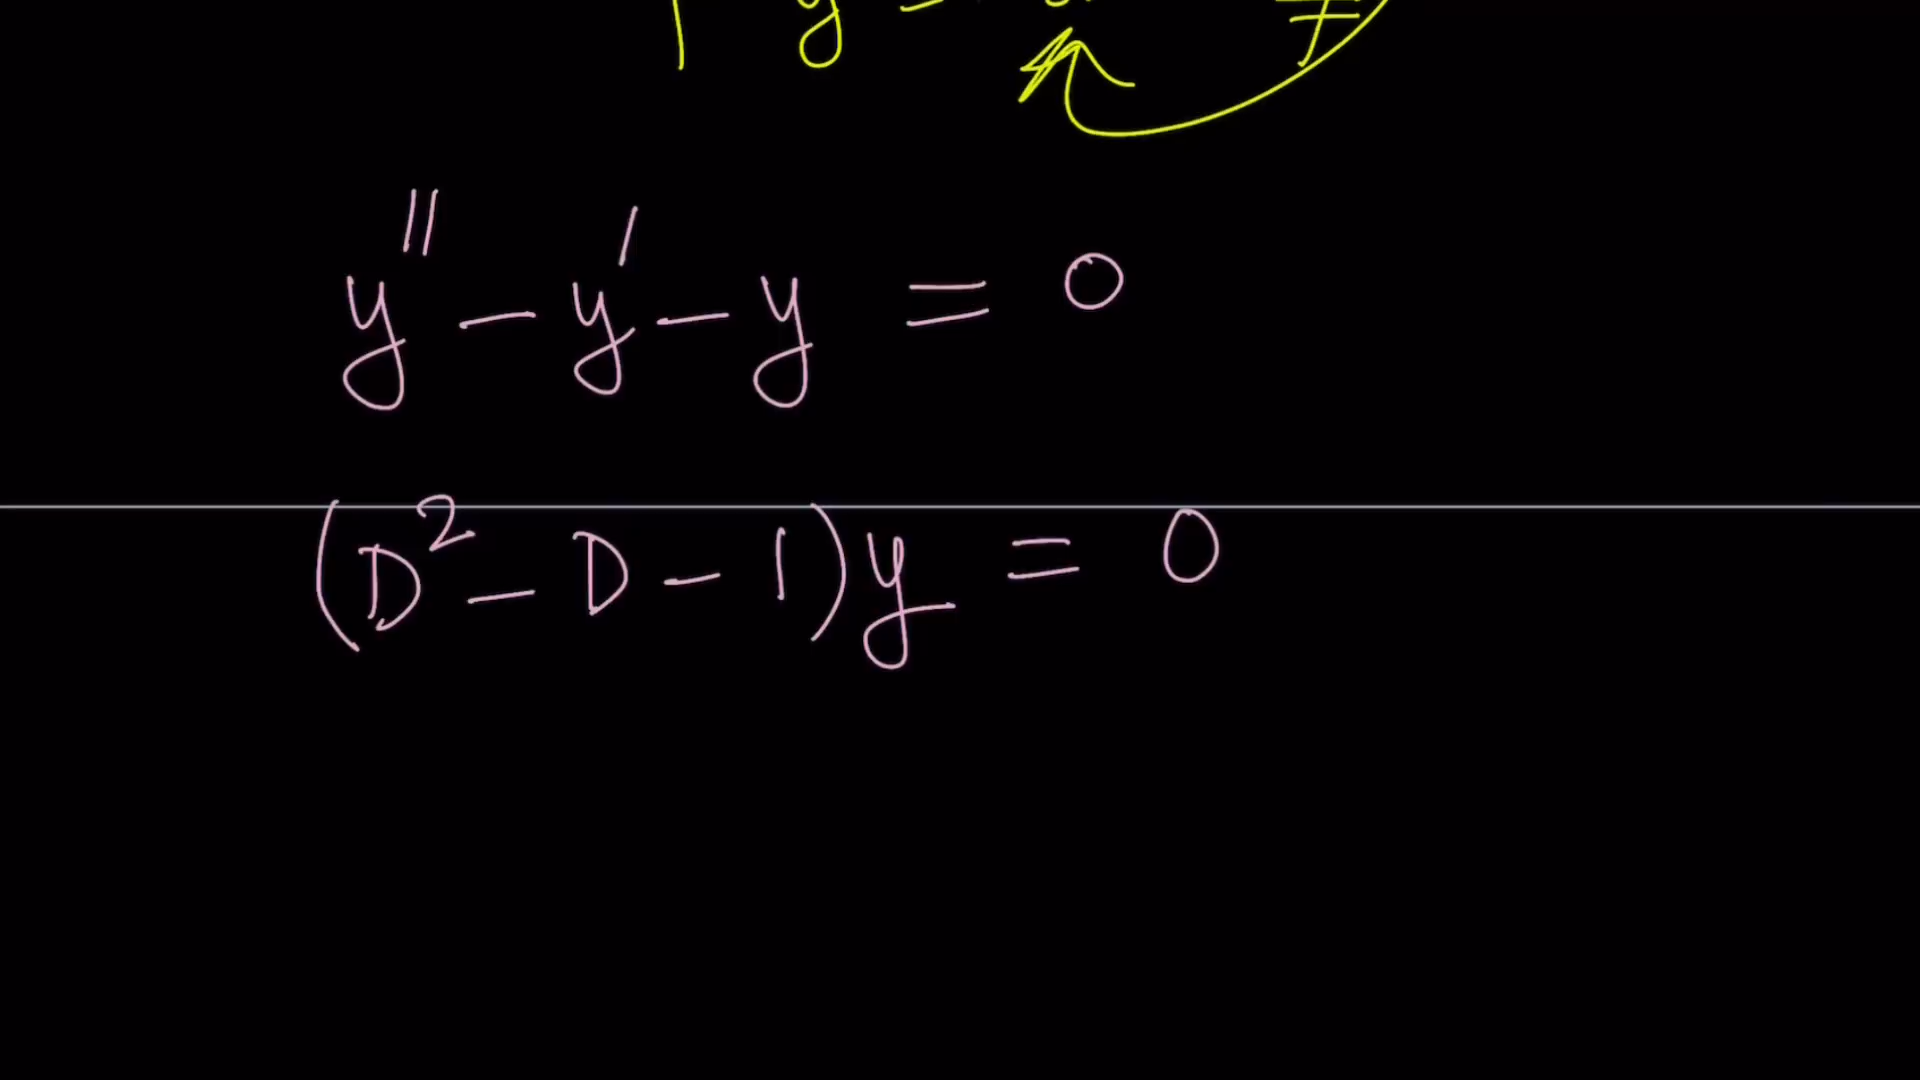 y =
y'' - y' - y = 0
(D² - D - 1)y = 0